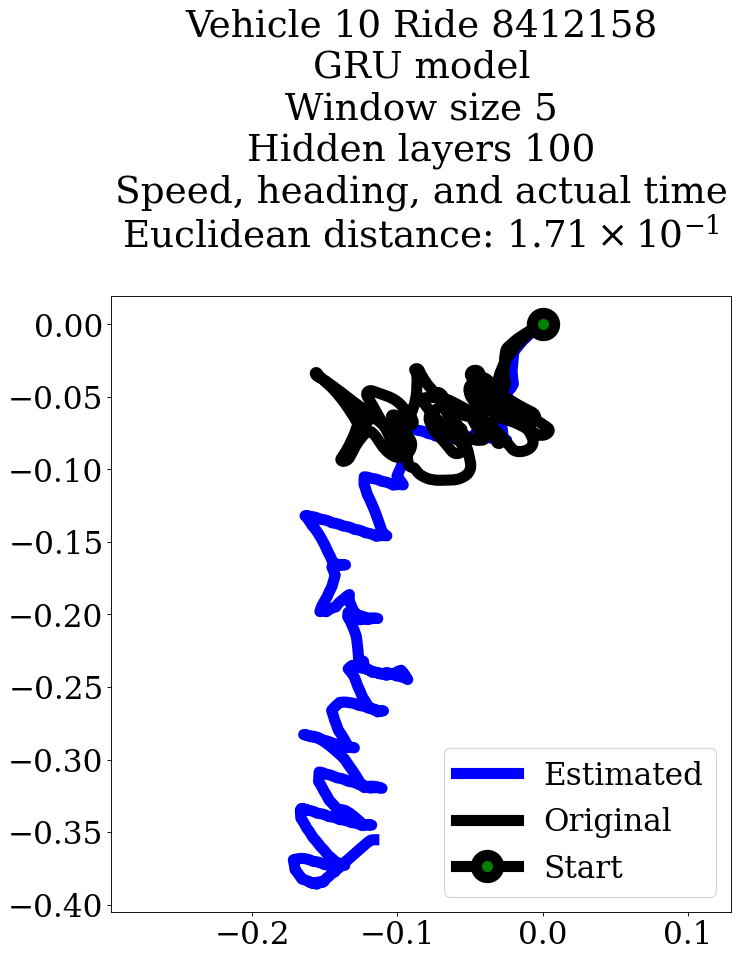 Vehicle 10 Ride 8412158
GRU model
Window size 5
Hidden layers 100
Speed, heading, and actual time
Euclidean distance: 1.71 × 10⁻¹
0.00
−0.05
−0.10
−0.15
−0.20
−0.25
−0.30
−0.35
−0.40
Estimated
Original
Start
−0.2 −0.1 0.0 0.1